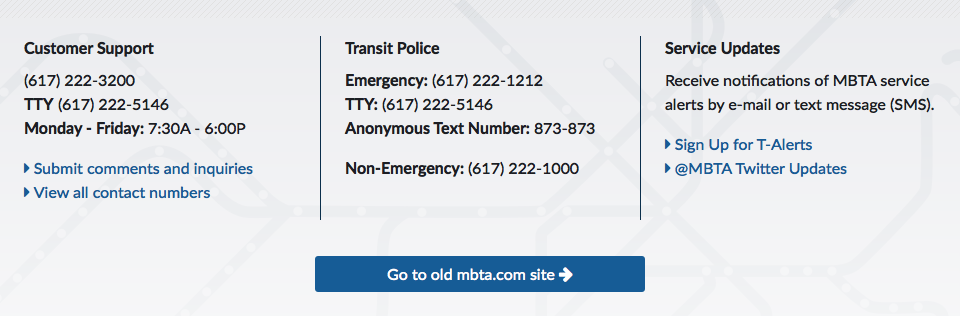 Customer Support
(617) 222-3200
TTY (617) 222-5146
Monday - Friday: 7:30A - 6:00P
Submit comments and inquiries
View all contact numbers
Transit Police
Emergency: (617) 222-1212
TTY: (617) 222-5146
Anonymous Text Number: 873-873
Non-Emergency: (617) 222-1000
Service Updates
Receive notifications of MBTA service
alerts by e-mail or text message (SMS).
Sign Up for T-Alerts
@MBTA Twitter Updates
Go to old mbta.com site